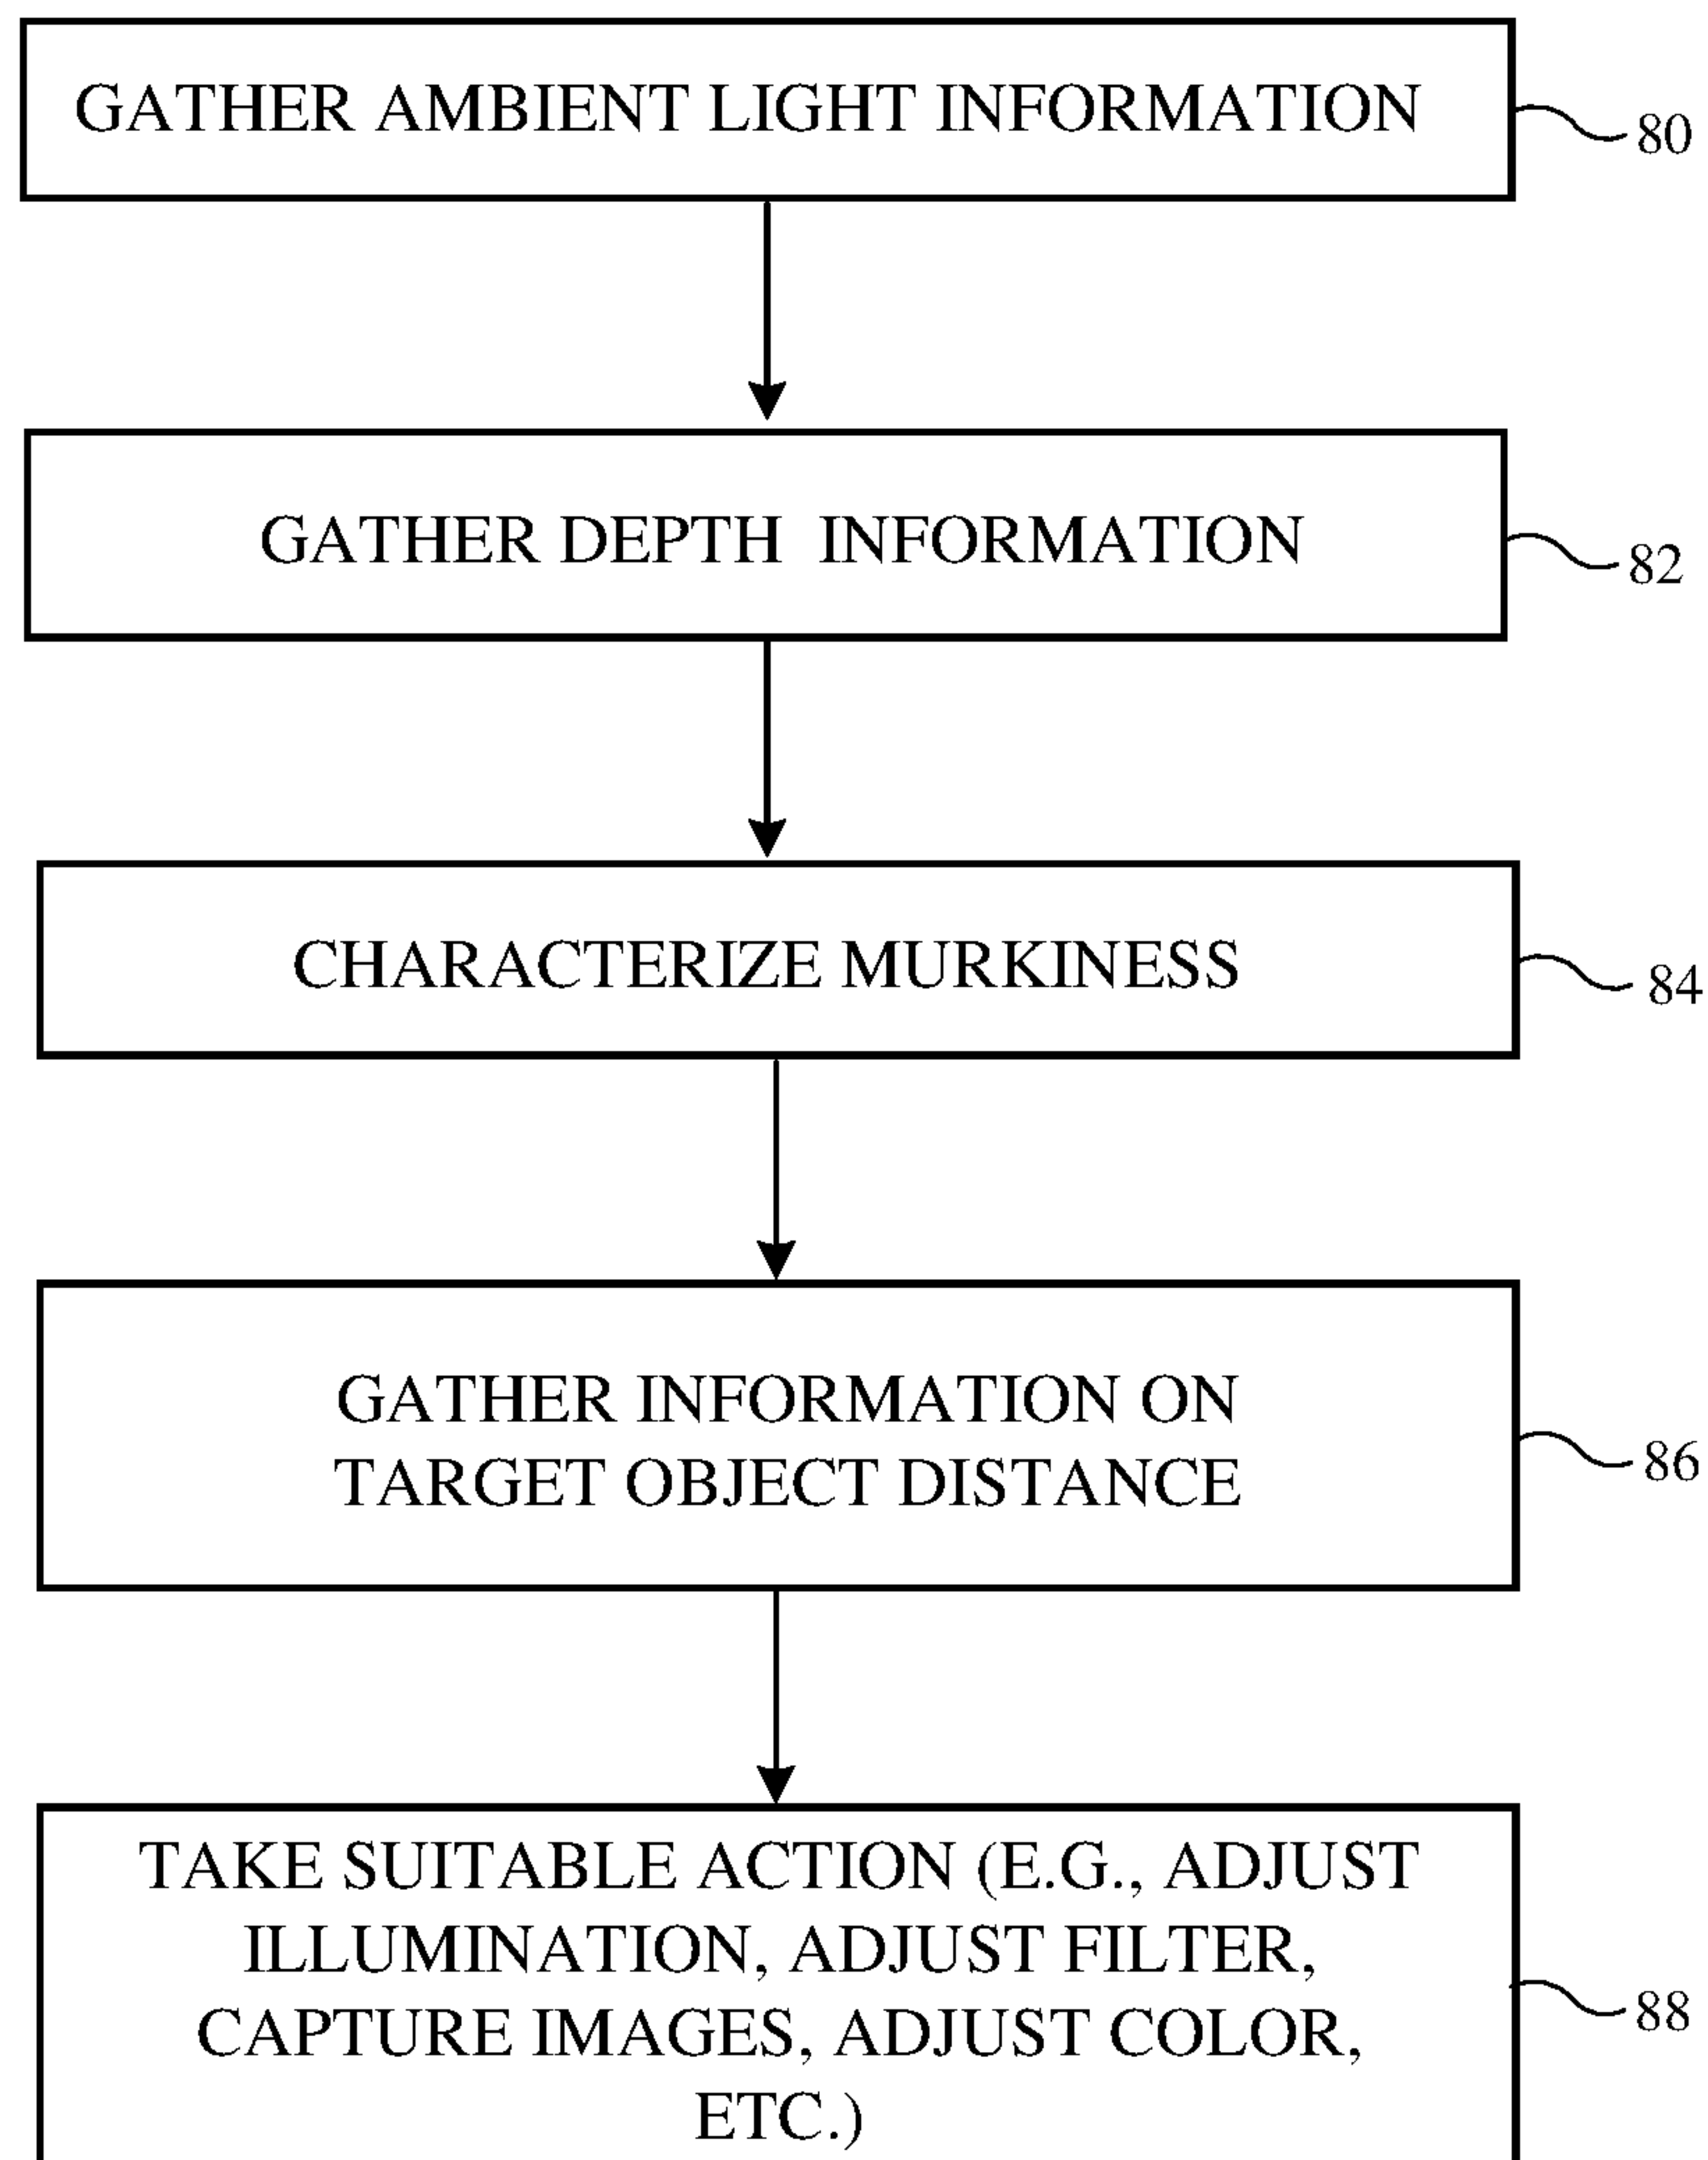 GATHER AMBIENT LIGHT INFORMATION
80
GATHER DEPTH INFORMATION
82
CHARACTERIZE MURKINESS
84
GATHER INFORMATION ON
TARGET OBJECT DISTANCE
86
TAKE SUITABLE ACTION (E.G., ADJUST
ILLUMINATION, ADJUST FILTER,
CAPTURE IMAGES, ADJUST COLOR,
ETC.)
88